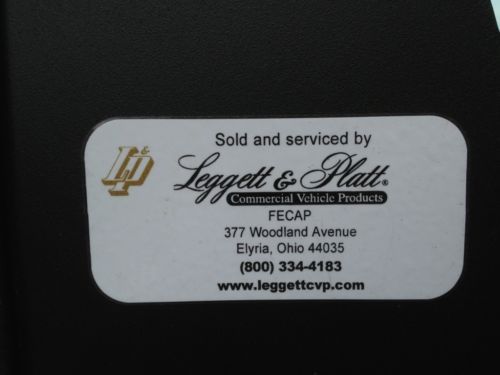 L&P
Sold and serviced by
Leggett & Platt®
Commercial Vehicle Products
FECAP
377 Woodland Avenue
Elyria, Ohio 44035
(800) 334-4183
www.leggettcvp.com